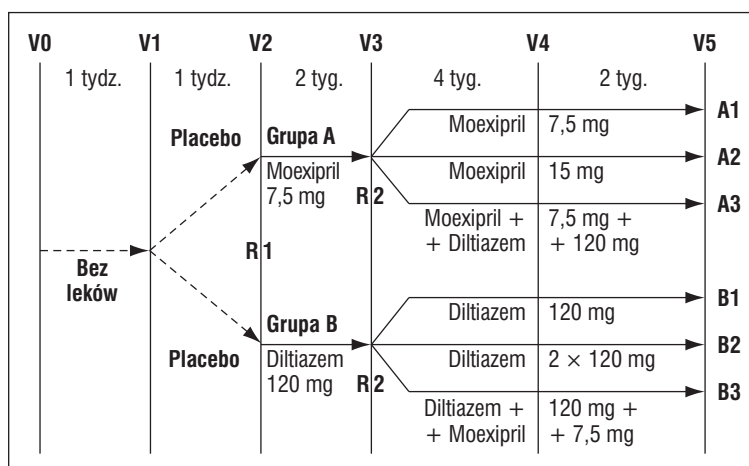 V0 V1 V2 V3 V4 V5
1 tydz. 1 tydz. 2 tyg. 4 tyg. 2 tyg.
Placebo Grupa A
Moexipril
7,5 mg
R 2
Moexipril 7,5 mg A1
Moexipril 15 mg A2
Moexipril + 7,5 mg + A3
+ Diltiazem + 120 mg
Bez
leków
R 1
Placebo Grupa B
Diltiazem
120 mg
R 2
Diltiazem 120 mg B1
Diltiazem 2 × 120 mg B2
Diltiazem + 120 mg + B3
+ Moexipril + 7,5 mg